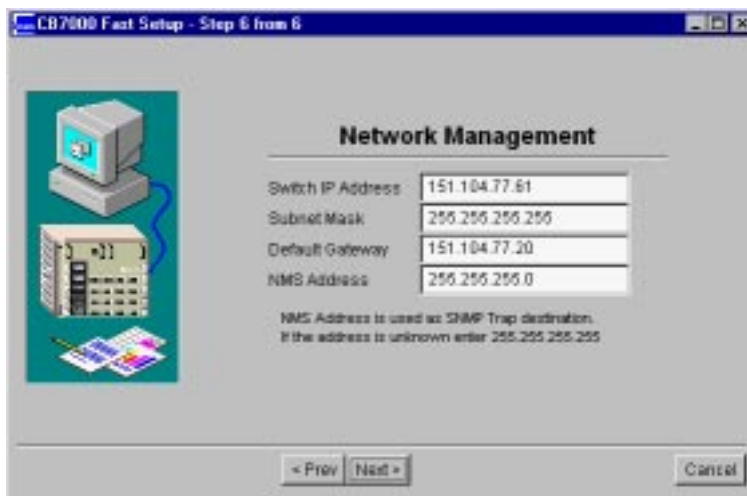 CB7000 Fast Setup - Step 6 from 6
Network Management
Switch IP Address 151.104.77.61
Subnet Mask 255.255.255.255
Default Gateway 151.104.77.20
NMS Address 255.255.255.0
NMS Address is used as SNMP Trap destination.
If the address is unknown enter 255.255.255.255
< Prev Next > Cancel